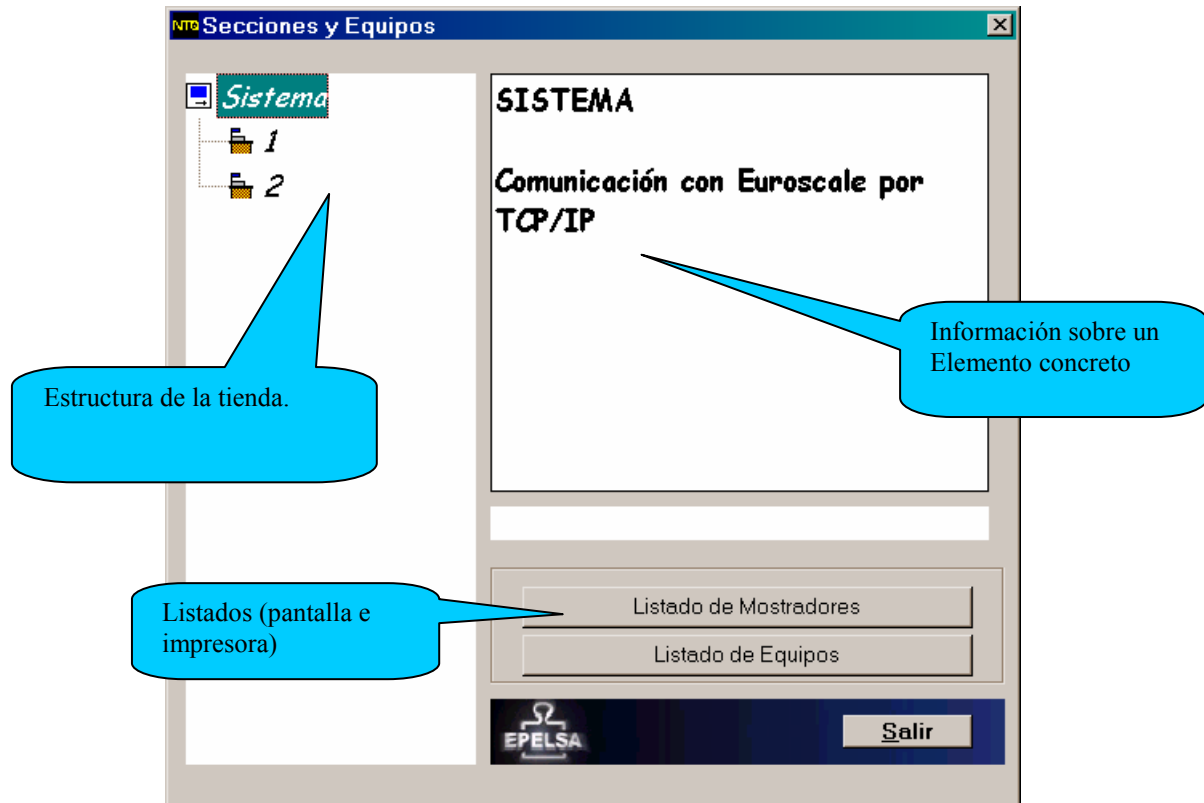 NTQ Secciones y Equipos
Sistema
1
2
SISTEMA
Comunicación con Euroscale por
TCP/IP
Información sobre un
Elemento concreto
Estructura de la tienda.
Listados (pantalla e
impresora)
Listado de Mostradores
Listado de Equipos
EPELSA
Salir